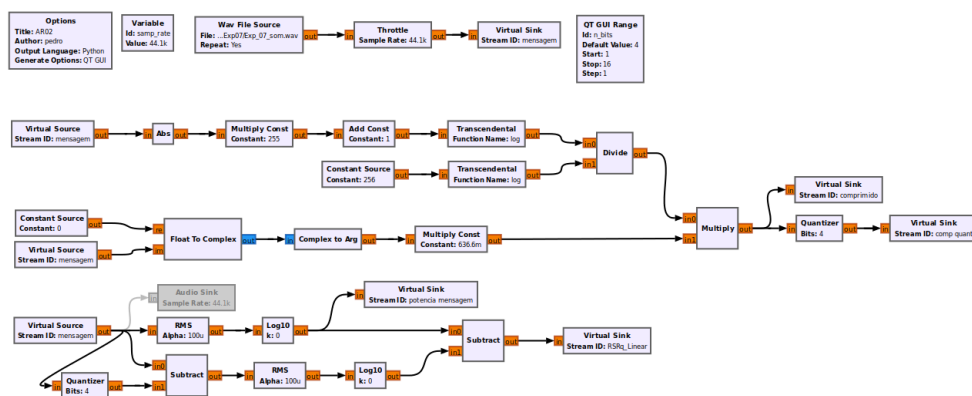 Options
Title: AR02
Author: pedro
Output Language: Python
Generate Options: QT GUI
Variable
Id: samp_rate
Value: 44.1k
Wav File Source
File: ...Exp07/Exp_07_som.wav
Repeat: Yes
out
in
Throttle
Sample Rate: 44.1k
out
in
Virtual Sink
Stream ID: mensagem
QT GUI Range
Id: n_bits
Default Value: 4
Start: 1
Stop: 16
Step: 1
Virtual Source
Stream ID: mensagem
out
in
Abs
out
in
Multiply Const
Constant: 255
out
in
Add Const
Constant: 1
out
in
Transcendental
Function Name: log
out
Constant Source
Constant: 256
out
in
Transcendental
Function Name: log
out
in0
in1
Divide
out
Constant Source
Constant: 0
out
Virtual Source
Stream ID: mensagem
out
re
im
Float To Complex
out
in
Complex to Arg
out
in
Multiply Const
Constant: 636.6m
out
in0
in1
Multiply
out
in
Virtual Sink
Stream ID: comprimido
in
Quantizer
Bits: 4
out
in
Virtual Sink
Stream ID: comp quant
in
Audio Sink
Sample Rate: 44.1k
in
Virtual Sink
Stream ID: potencia mensagem
Virtual Source
Stream ID: mensagem
out
in
RMS
Alpha: 100u
out
in
Log10
k: 0
out
in0
in1
Subtract
out
in
Virtual Sink
Stream ID: RSRq_Linear
in
Quantizer
Bits: 4
out
in0
in1
Subtract
out
in
RMS
Alpha: 100u
out
in
Log10
k: 0
out